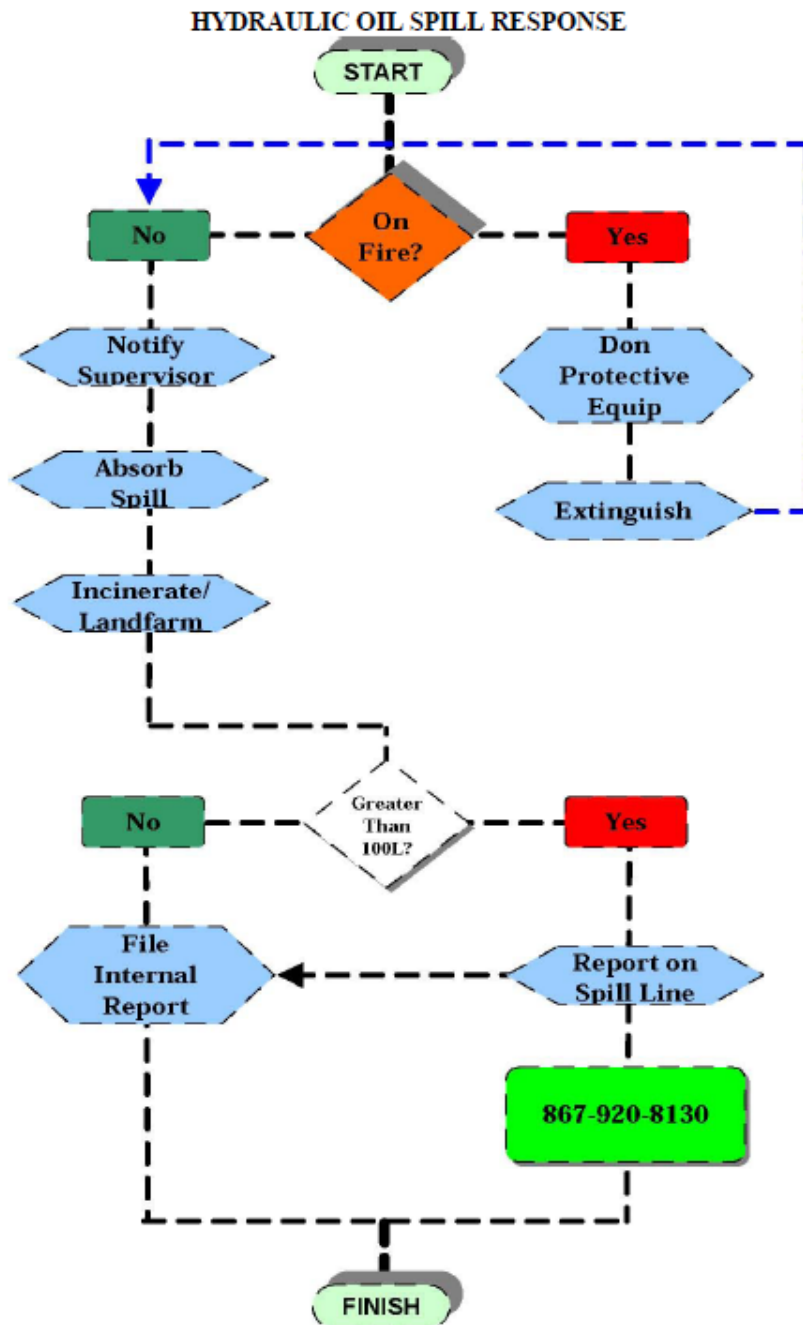 HYDRAULIC OIL SPILL RESPONSE
START
On
Fire?
No
Yes
Notify
Supervisor
Don
Protective
Equip
Absorb
Spill
Extinguish
Incinerate/
Landfarm
Greater
Than
100L?
No
Yes
File
Internal
Report
Report on
Spill Line
867-920-8130
FINISH